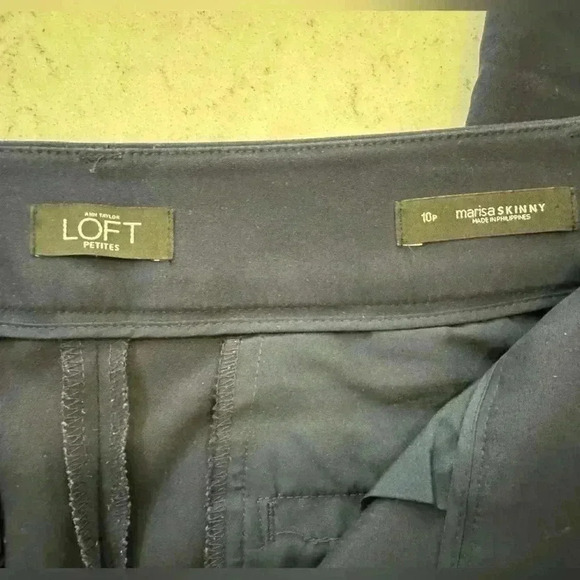 ANN TAYLOR
LOFT
PETITES
10P marisa SKINNY
MADE IN PHILIPPINES